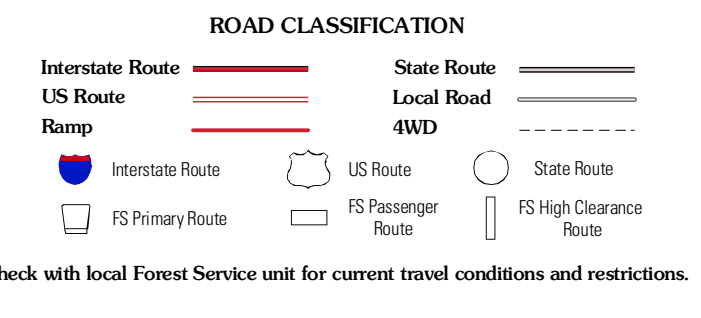 ROAD CLASSIFICATION
Interstate Route
State Route
US Route
Local Road
Ramp
4WD
Interstate Route
US Route
State Route
FS Primary Route
FS Passenger
Route
FS High Clearance
Route
heck with local Forest Service unit for current travel conditions and restrictions.